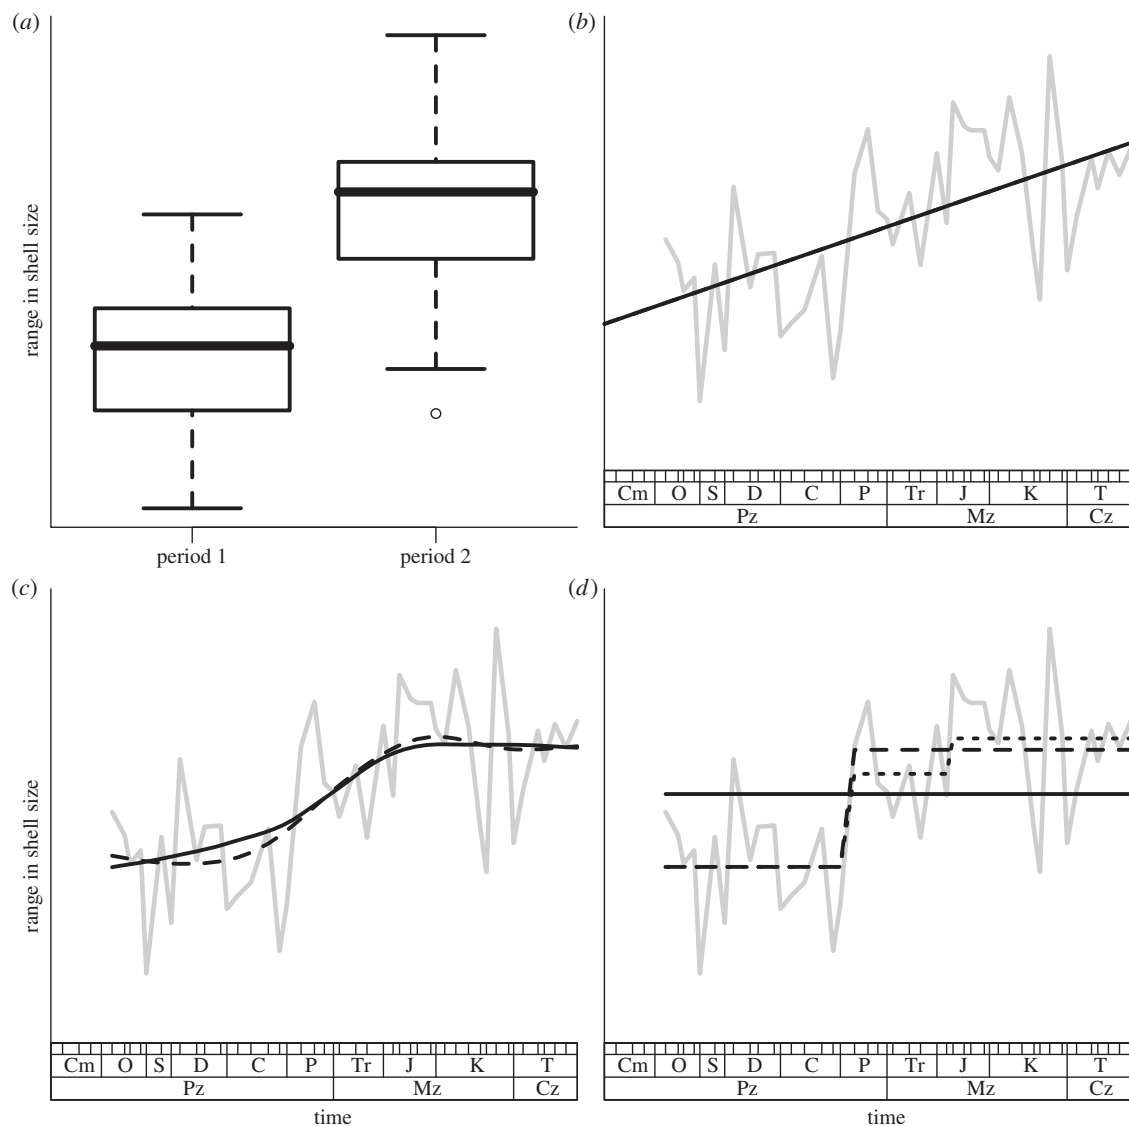 (a)
range in shell size
period 1 period 2
(b)
Cm O S D C P Tr J K T
Pz Mz Cz
(c)
range in shell size
Cm O S D C P Tr J K T
Pz Mz Cz
time
(d)
Cm O S D C P Tr J K T
Pz Mz Cz
time